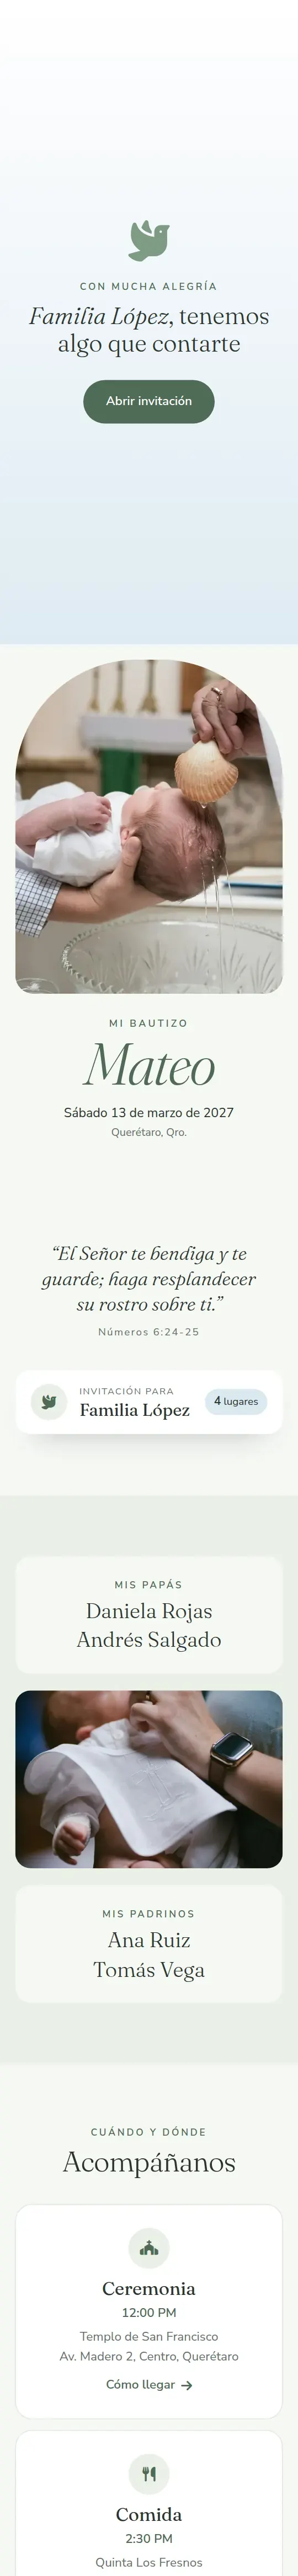 CON MUCHA ALEGRÍA
Familia López, tenemos
algo que contarte
Abrir invitación
MI BAUTIZO
Mateo
Sábado 13 de marzo de 2027
Querétaro, Qro.
“El Señor te bendiga y te
guarde; haga resplandecer
su rostro sobre ti.”
Números 6:24-25
INVITACIÓN PARA
Familia López
4 lugares
MIS PAPÁS
Daniela Rojas
Andrés Salgado
MIS PADRINOS
Ana Ruiz
Tomás Vega
CUÁNDO Y DÓNDE
Acompáñanos
Ceremonia
12:00 PM
Templo de San Francisco
Av. Madero 2, Centro, Querétaro
Cómo llegar →
Comida
2:30 PM
Quinta Los Fresnos